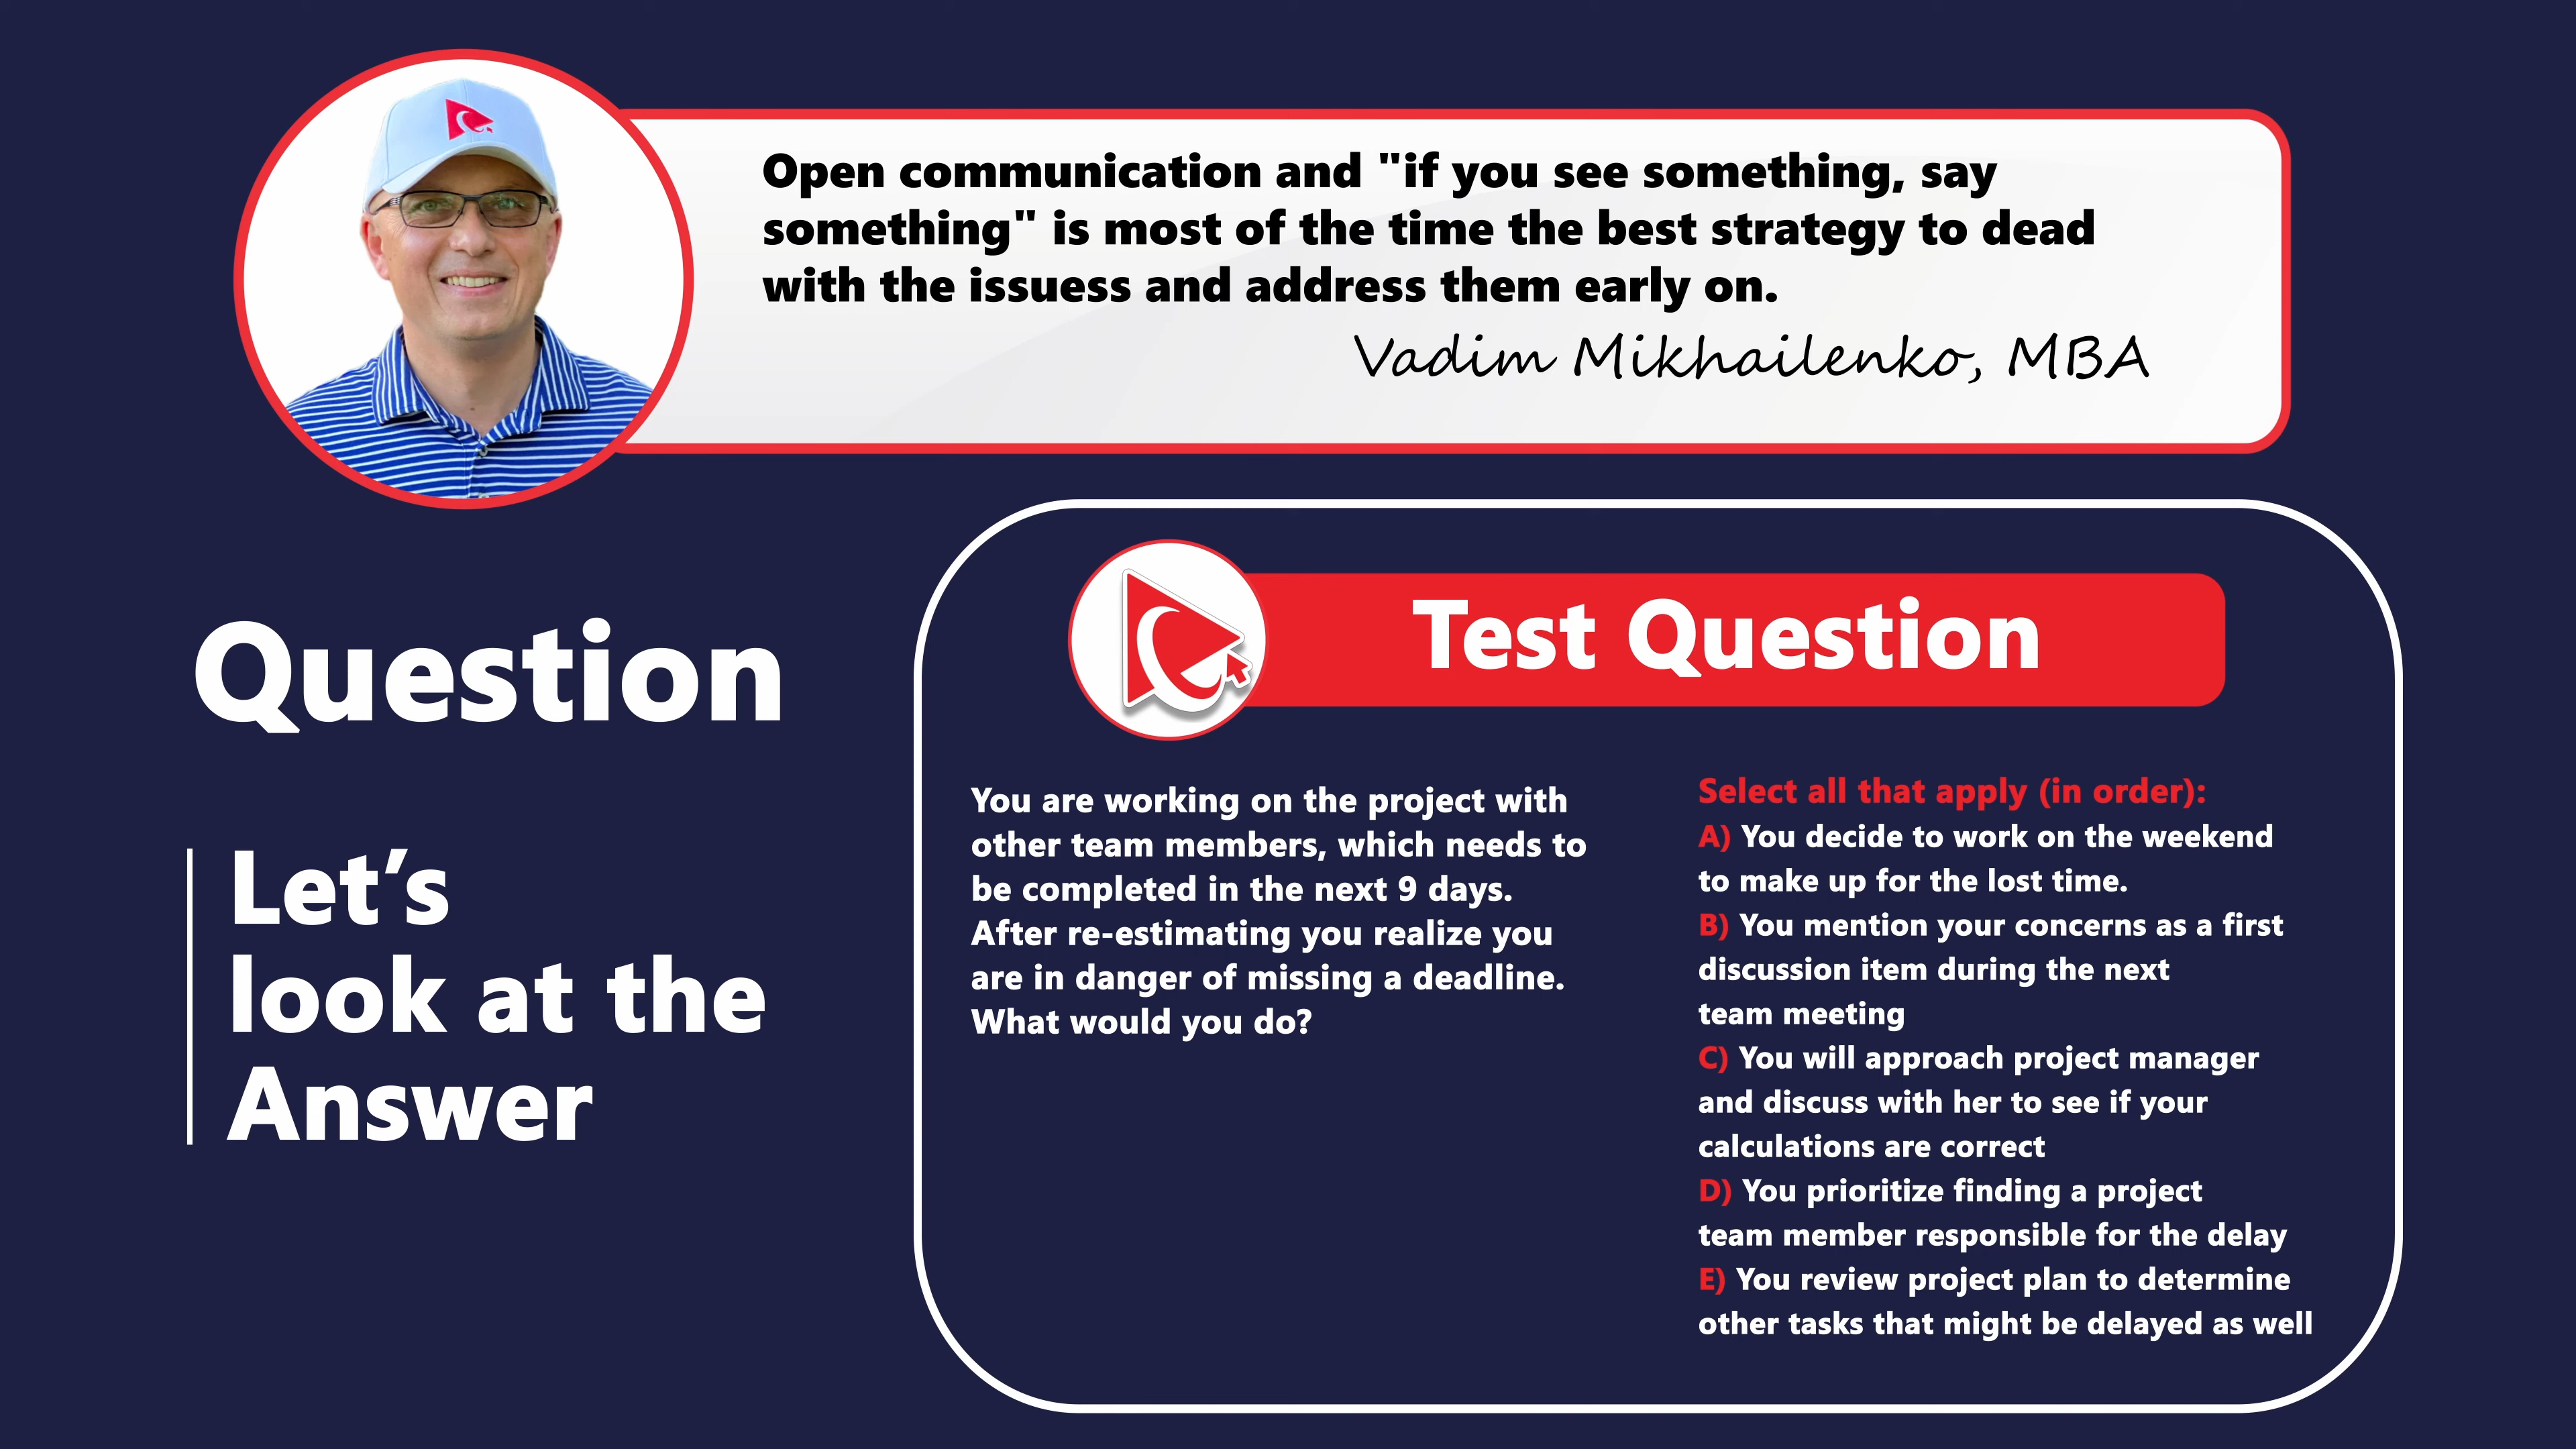 Open communication and "if you see something, say
something" is most of the time the best strategy to dead
with the issuess and address them early on.
Vadim Mikhailenko, MBA
Question
Let’s
look at the
Answer
Test Question
You are working on the project with
other team members, which needs to
be completed in the next 9 days.
After re-estimating you realize you
are in danger of missing a deadline.
What would you do?
Select all that apply (in order):
A) You decide to work on the weekend
to make up for the lost time.
B) You mention your concerns as a first
discussion item during the next
team meeting
C) You will approach project manager
and discuss with her to see if your
calculations are correct
D) You prioritize finding a project
team member responsible for the delay
E) You review project plan to determine
other tasks that might be delayed as well